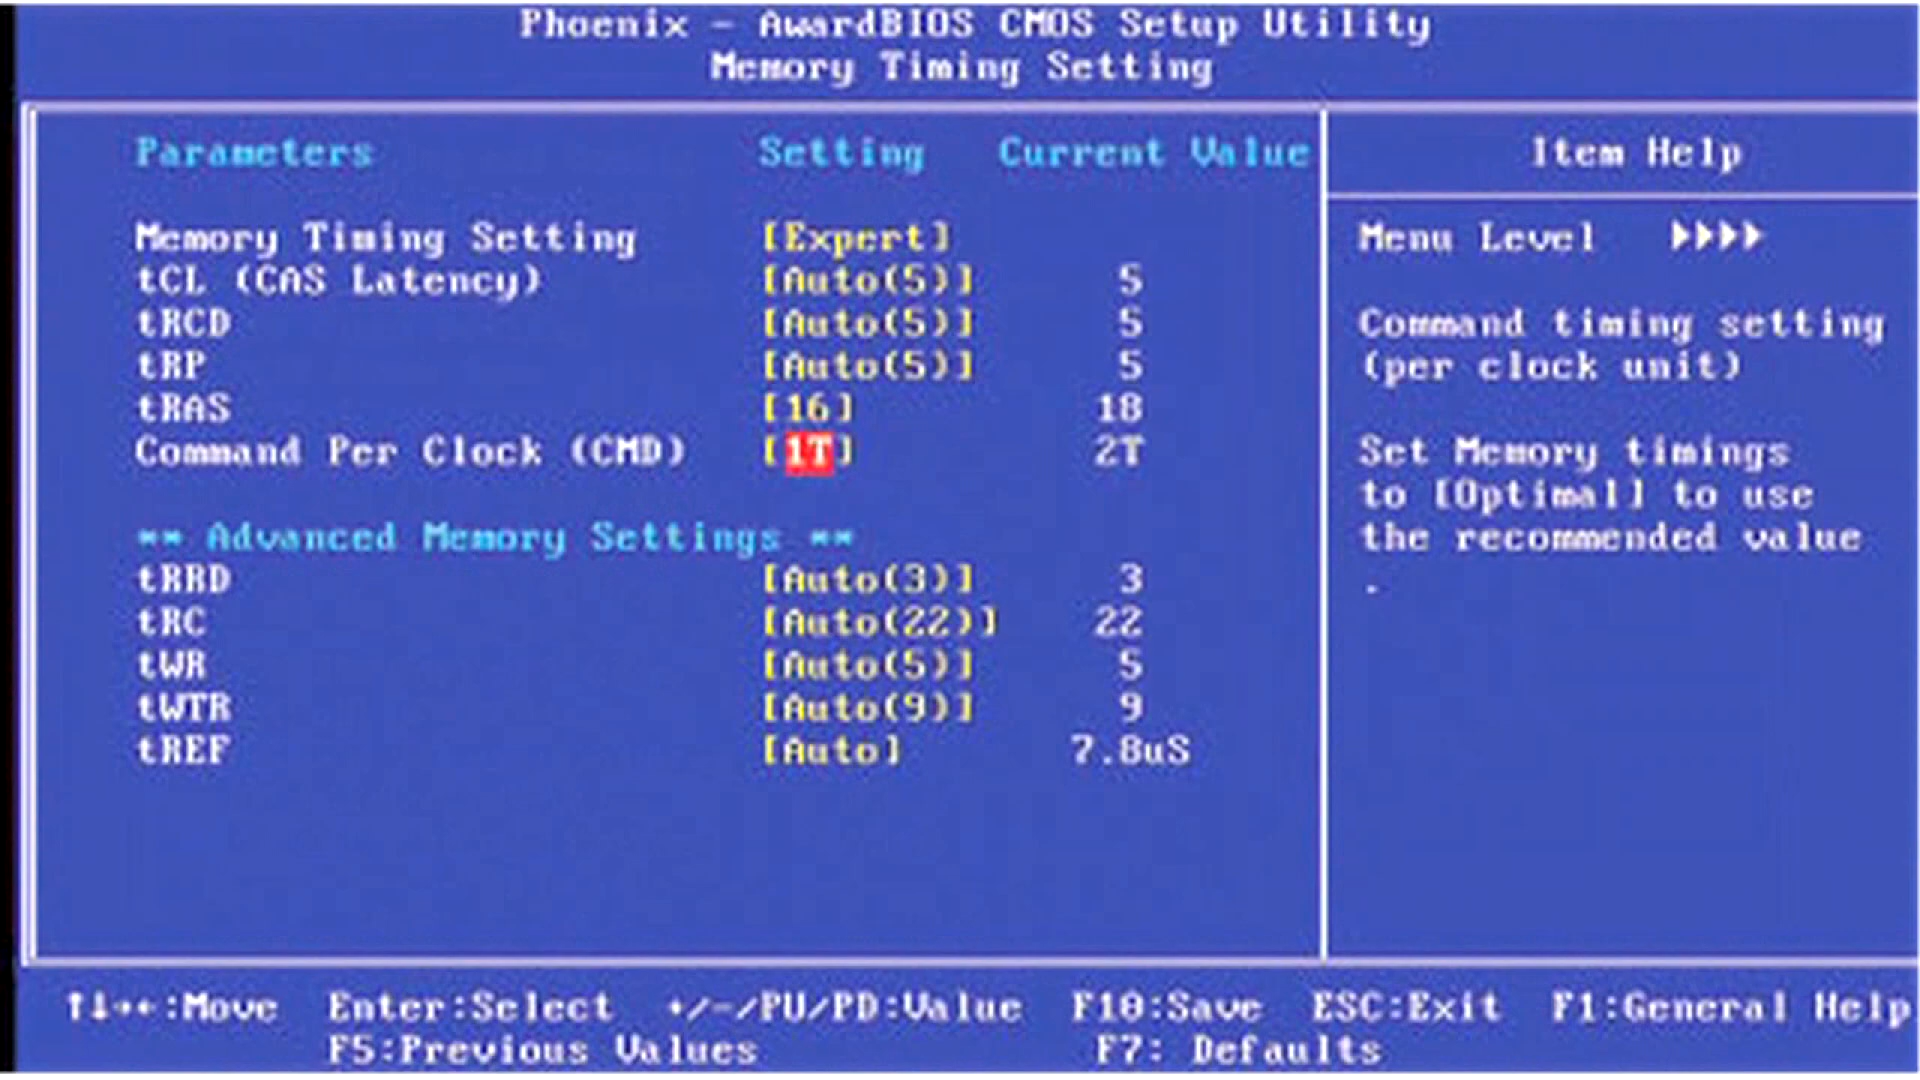 Phoenix - AwardBIOS CMOS Setup Utility
Memory Timing Setting
Parameters Setting Current Value
Memory Timing Setting [Expert]
tCL (CAS Latency) [Auto(5)] 5
tRCD [Auto(5)] 5
tRP [Auto(5)] 5
tRAS [16] 18
Command Per Clock (CMD) [1T] 2T
** Advanced Memory Settings **
tRRD [Auto(3)] 3
tRC [Auto(22)] 22
tWR [Auto(5)] 5
tWTR [Auto(9)] 9
tREF [Auto] 7.8uS
Item Help
Menu Level ►►►►
Command timing setting
(per clock unit)
Set Memory timings
to [Optimal] to use
the recommended value
.
↑↓→←:Move Enter:Select +/-/PU/PD:Value F10:Save ESC:Exit F1:General Help
F5:Previous Values F7: Defaults